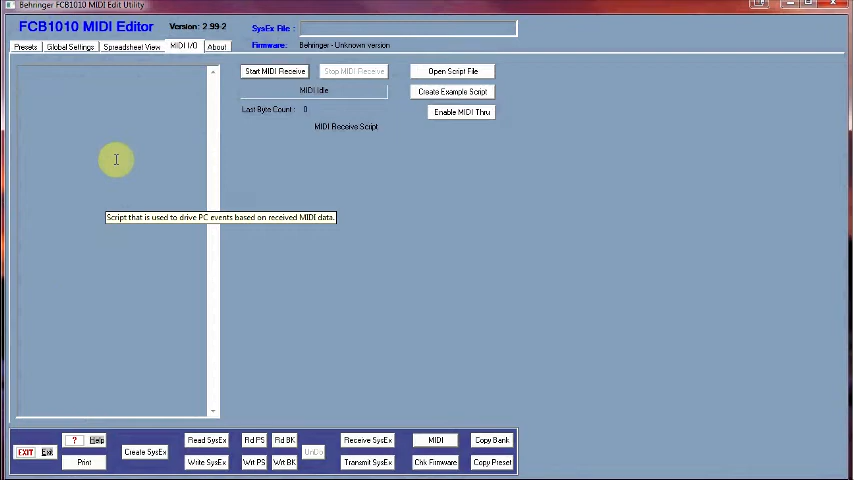 Behringer FCB1010 MIDI Edit Utility
FCB1010 MIDI Editor
Version: 2.99-2
SysEx File :
Firmware: Behringer - Unknown version
Presets Global Settings Spreadsheet View MIDI I/O About
Start MIDI Receive Stop MIDI Receive Open Script File
MIDI Idle Create Example Script
Last Byte Count : 0 Enable MIDI Thru
MIDI Receive Script
Script that is used to drive PC events based on received MIDI data.
? Help Read SysEx Rd PS Rd BK Receive SysEx MIDI Copy Bank
EXIT Exit Create SysEx UnDo
Print Write SysEx Wrt PS Wrt BK Transmit SysEx Chk Firmware Copy Preset